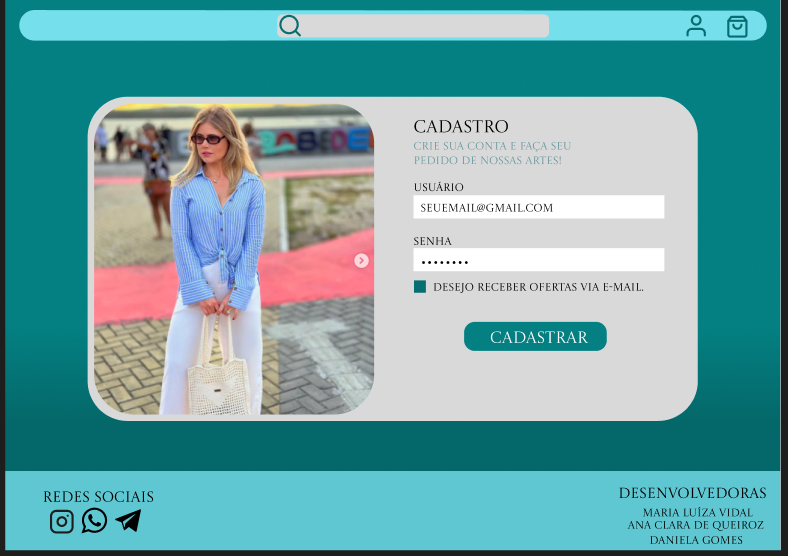 CADASTRO
CRIE SUA CONTA E FAÇA SEU
PEDIDO DE NOSSAS ARTES!
USUÁRIO
SEUEMAIL@GMAIL.COM
SENHA
••••••••
DESEJO RECEBER OFERTAS VIA E-MAIL.
CADASTRAR
REDES SOCIAIS
DESENVOLVEDORAS
MARIA LUÍZA VIDAL
ANA CLARA DE QUEIROZ
DANIELA GOMES